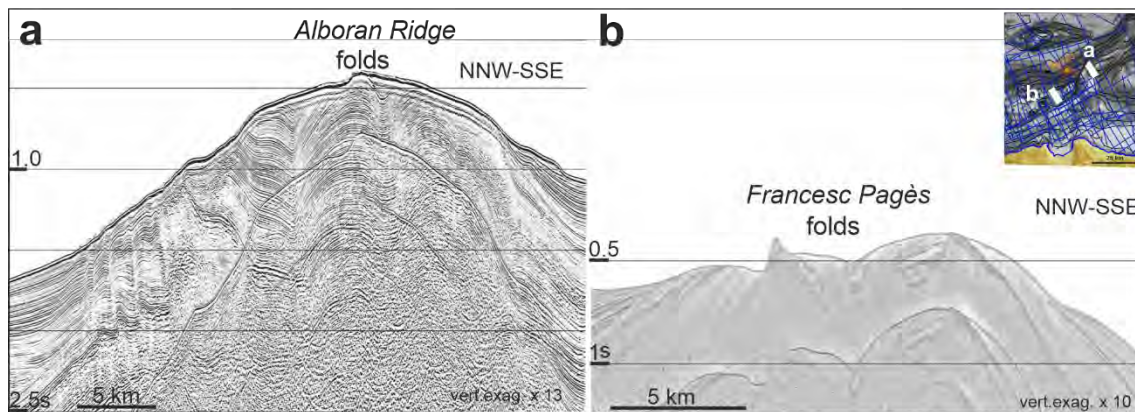 a
Alboran Ridge
folds
NNW-SSE
1.0
2.5s
5 km
vert.exag. x 13
b
Francesc Pagès
folds
NNW-SSE
0.5
1s
5 km
vert.exag. x 10
a
b